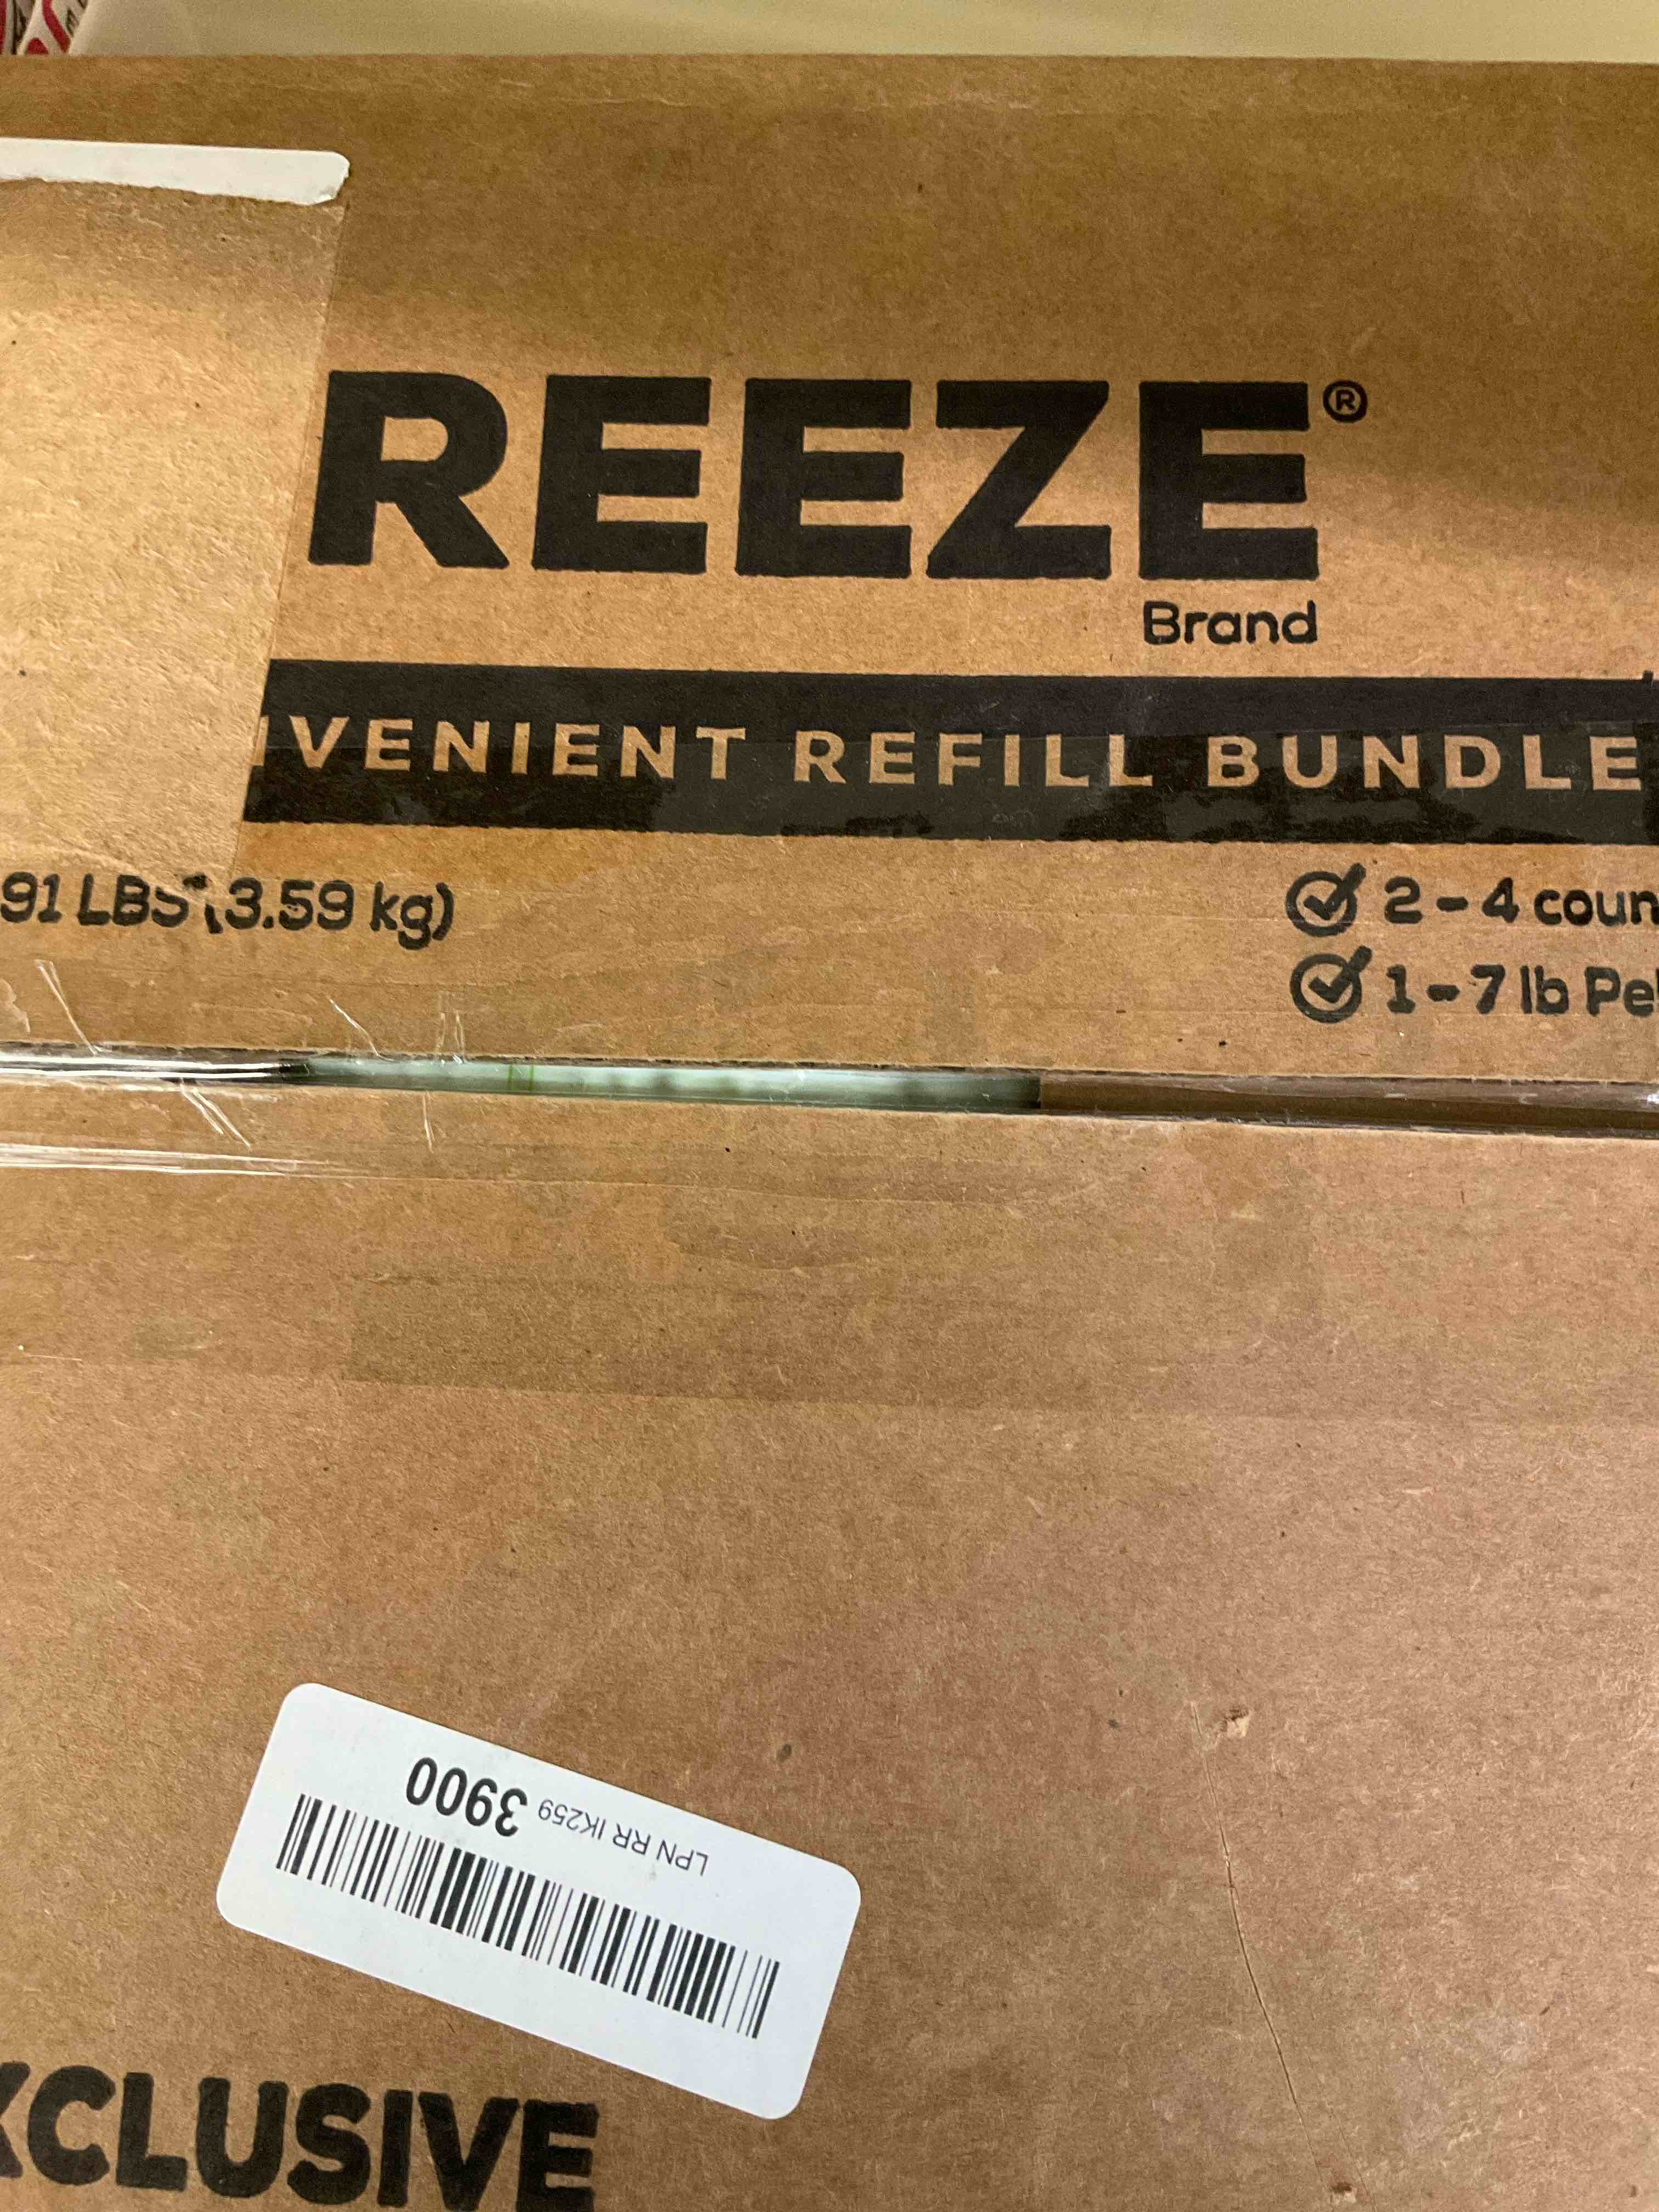 REEZE®
Brand
VENIENT REFILL BUNDLE
91 LBS (3.59 kg)
2-4 coun
1-7 lb Pel
LPN RR IK259 3900
XCLUSIVE